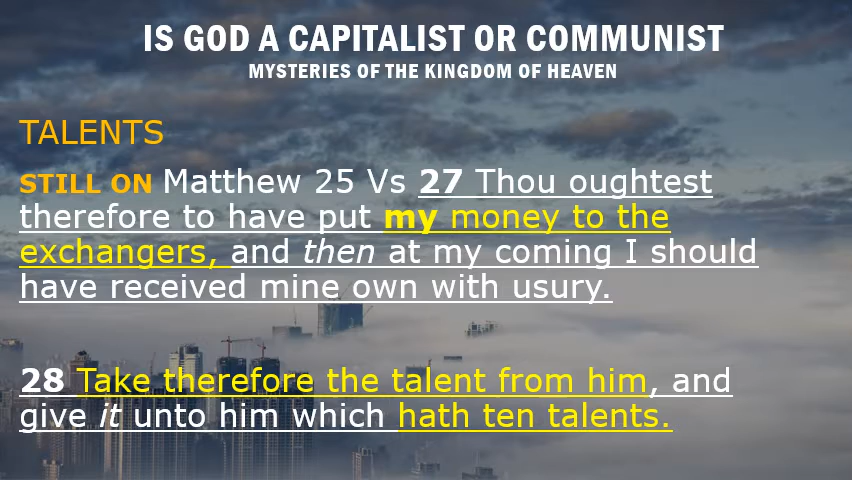 IS GOD A CAPITALIST OR COMMUNIST
MYSTERIES OF THE KINGDOM OF HEAVEN
TALENTS
STILL ON Matthew 25 Vs 27 Thou oughtest
therefore to have put my money to the
exchangers, and then at my coming I should
have received mine own with usury.
28 Take therefore the talent from him, and
give it unto him which hath ten talents.